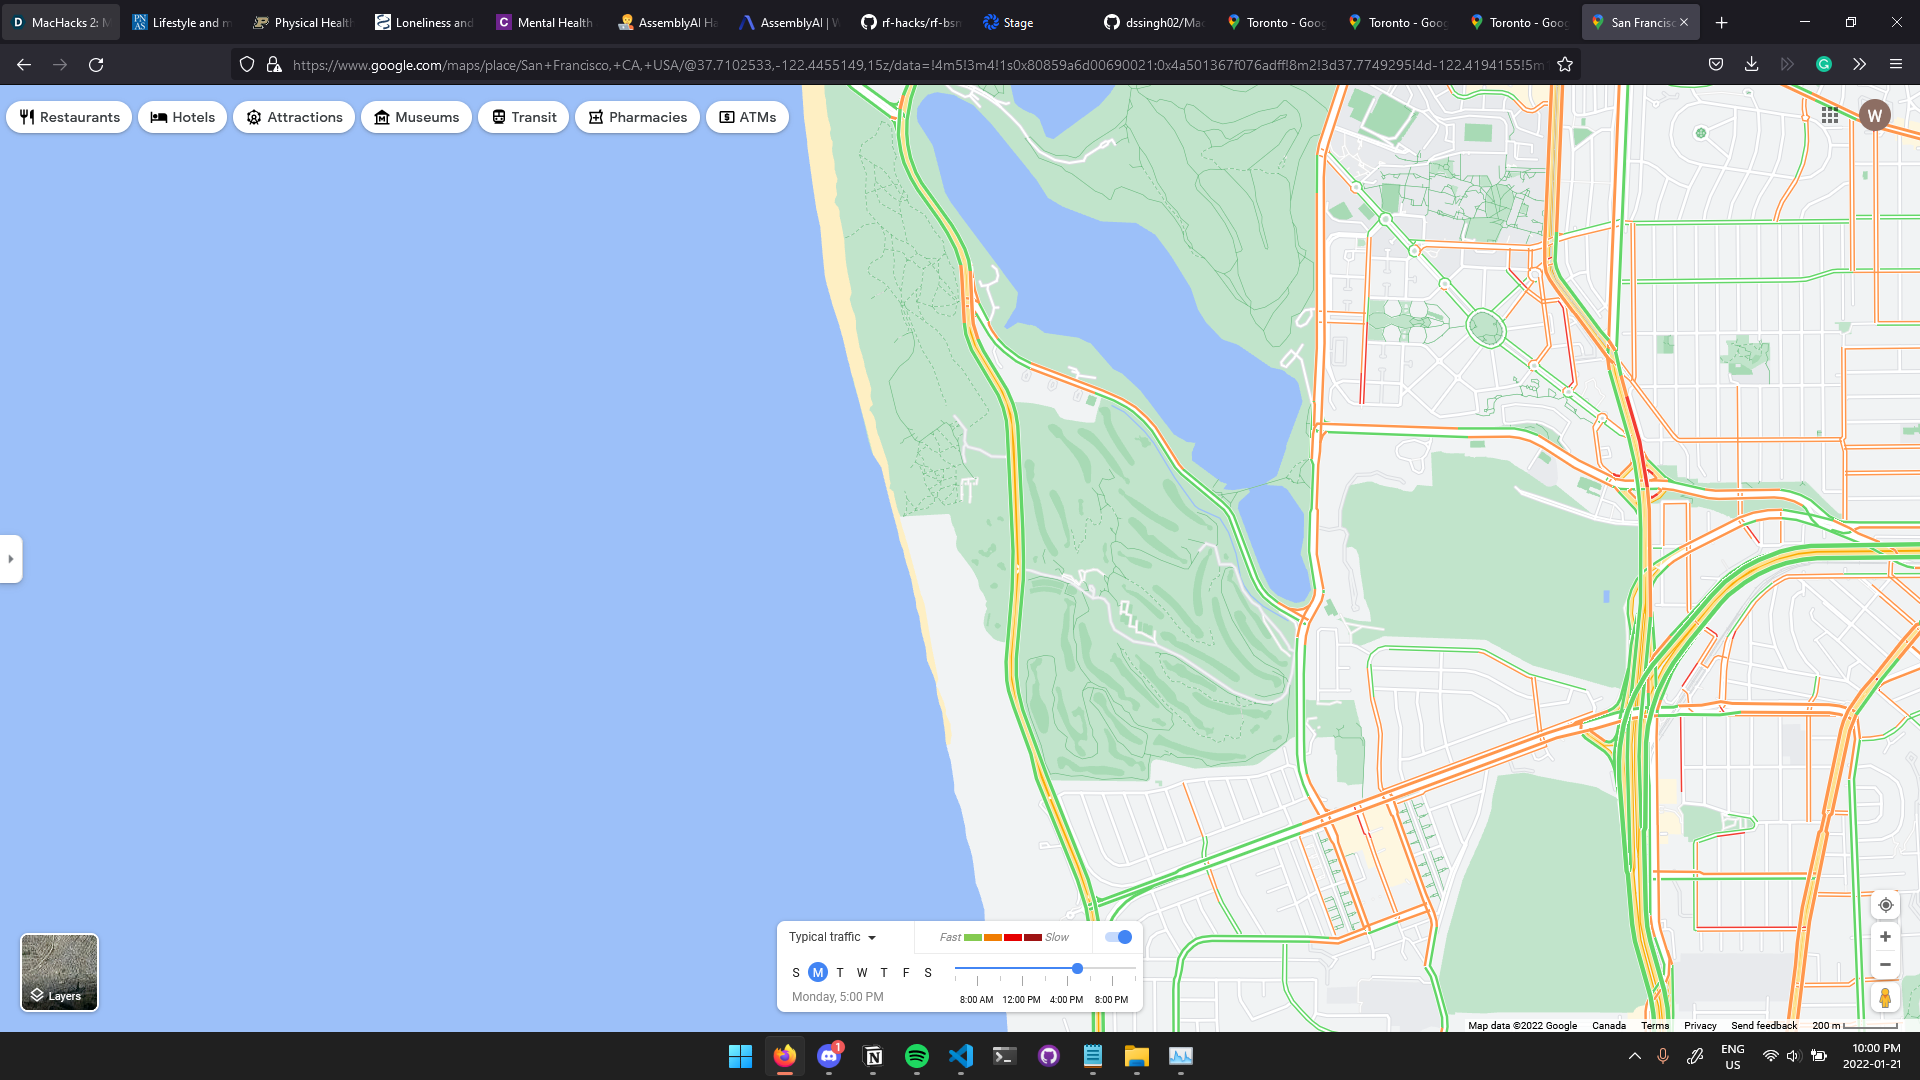 MacHacks 2: M
Lifestyle and m
Physical Health
Loneliness and
Mental Health
AssemblyAI Ha
AssemblyAI | W
rf-hacks/rf-bsn
Stage
dssingh02/Mac
Toronto - Goog
Toronto - Goog
Toronto - Goog
San Francisc
https://www.google.com/maps/place/San+Francisco,+CA,+USA/@37.7102533,-122.4455149,15z/data=!4m5!3m4!1s0x80859a6d00690021:0x4a501367f076adff!8m2!3d37.7749295!4d-122.4194155!5m1
Restaurants
Hotels
Attractions
Museums
Transit
Pharmacies
ATMs
W
Typical traffic
Fast
Slow
S M T W T F S
Monday, 5:00 PM
8:00 AM 12:00 PM 4:00 PM 8:00 PM
Layers
Map data ©2022 Google Canada Terms Privacy Send feedback 200 m
1
ENG
US
10:00 PM
2022-01-21